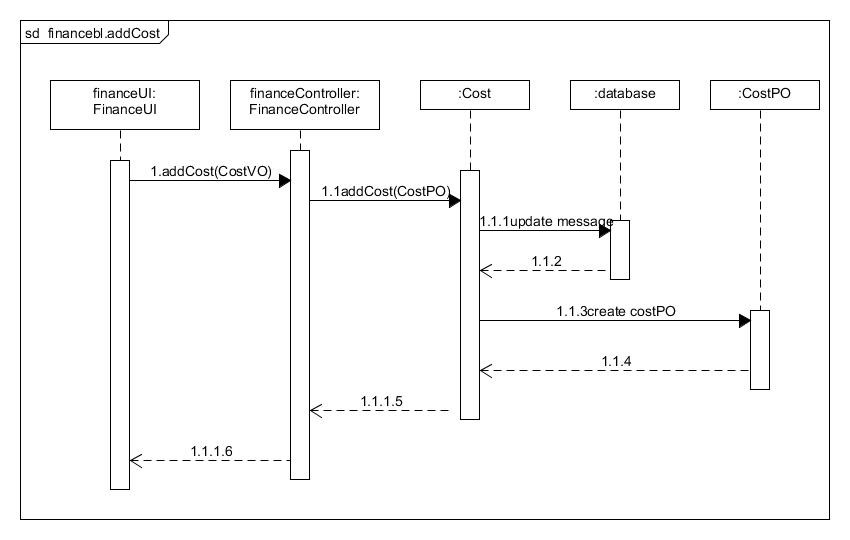 sd financebl.addCost
financeUI:
FinanceUI
financeController:
FinanceController
:Cost
:database
:CostPO
1.addCost(CostVO)
1.1addCost(CostPO)
1.1.1update message
1.1.2
1.1.3create costPO
1.1.4
1.1.1.5
1.1.1.6